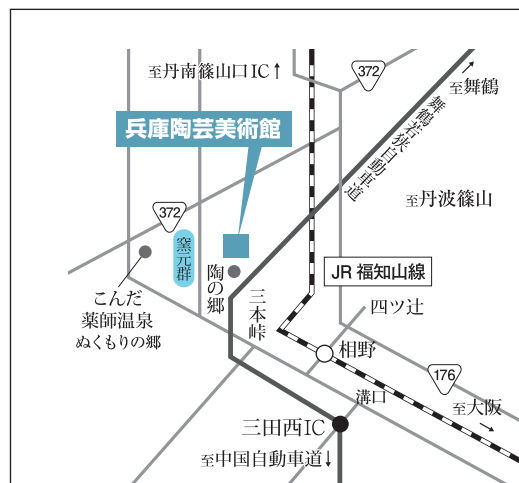 至丹南篠山口IC↑
372
至舞鶴
兵庫陶芸美術館
舞鶴若狭自動車道
至丹波篠山
372
窯元群
陶の郷
こんだ
薬師温泉
ぬくもりの郷
三本峠
JR 福知山線
四ツ辻
相野
176
溝口
至大阪
三田西IC
至中国自動車道↓